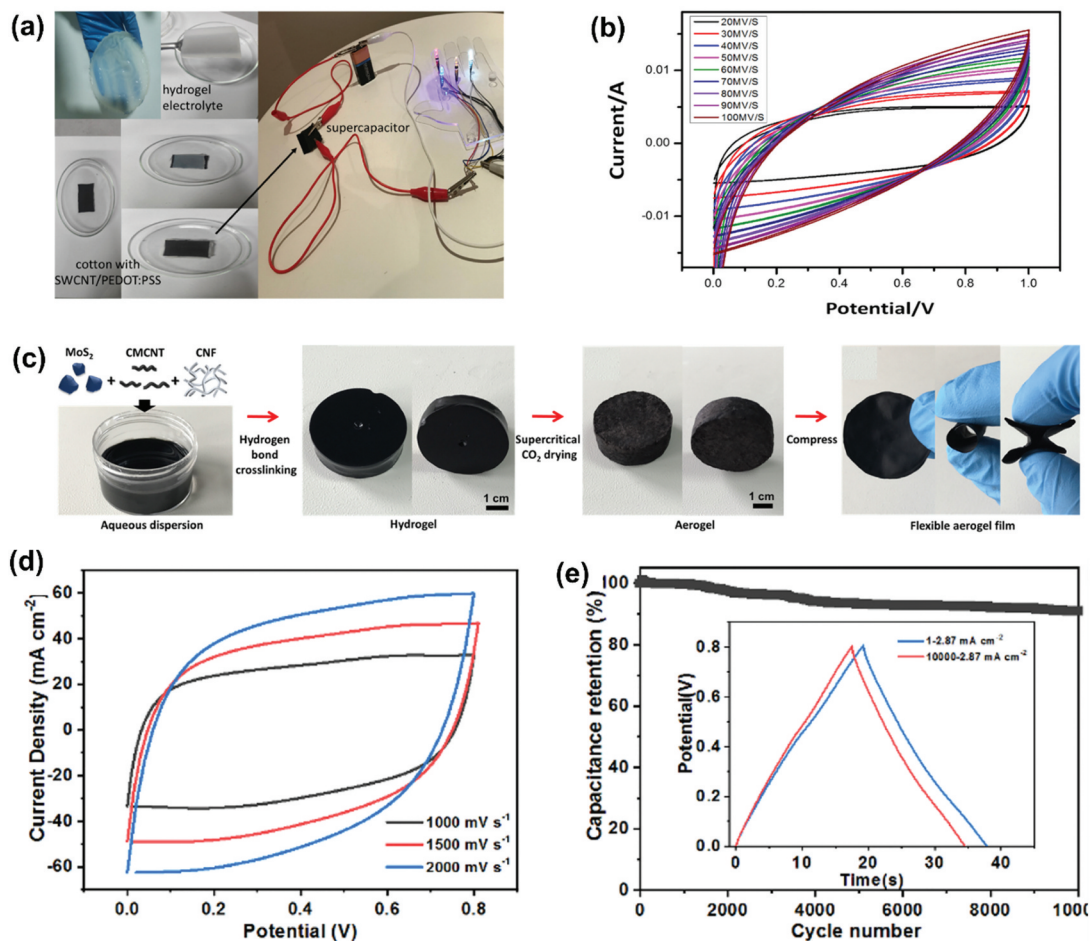 (a)
hydrogel
electrolyte
supercapacitor
cotton with
SWCNT/PEDOT:PSS
(b)
20MV/S
30MV/S
40MV/S
50MV/S
60MV/S
70MV/S
80MV/S
90MV/S
100MV/S
Current/A
0.01
0.00
-0.01
0.0 0.2 0.4 0.6 0.8 1.0
Potential/V
(c)
MoS₂ CMCNT CNF
+ +
Aqueous dispersion
Hydrogen
bond
crosslinking
1 cm
Hydrogel
Supercritical
CO₂ drying
1 cm
Aerogel
Compress
Flexible aerogel film
(d)
Current Density (mA cm⁻²)
60
40
20
0
-20
-40
-60
1000 mV s⁻¹
1500 mV s⁻¹
2000 mV s⁻¹
0.0 0.2 0.4 0.6 0.8
Potential (V)
(e)
Capacitance retention (%)
100
80
60
40
20
0
1-2.87 mA cm⁻²
10000-2.87 mA cm⁻²
Potential(V)
0.8
0.4
0.0
0 10 20 30 40
Time(s)
0 2000 4000 6000 8000 1000
Cycle number